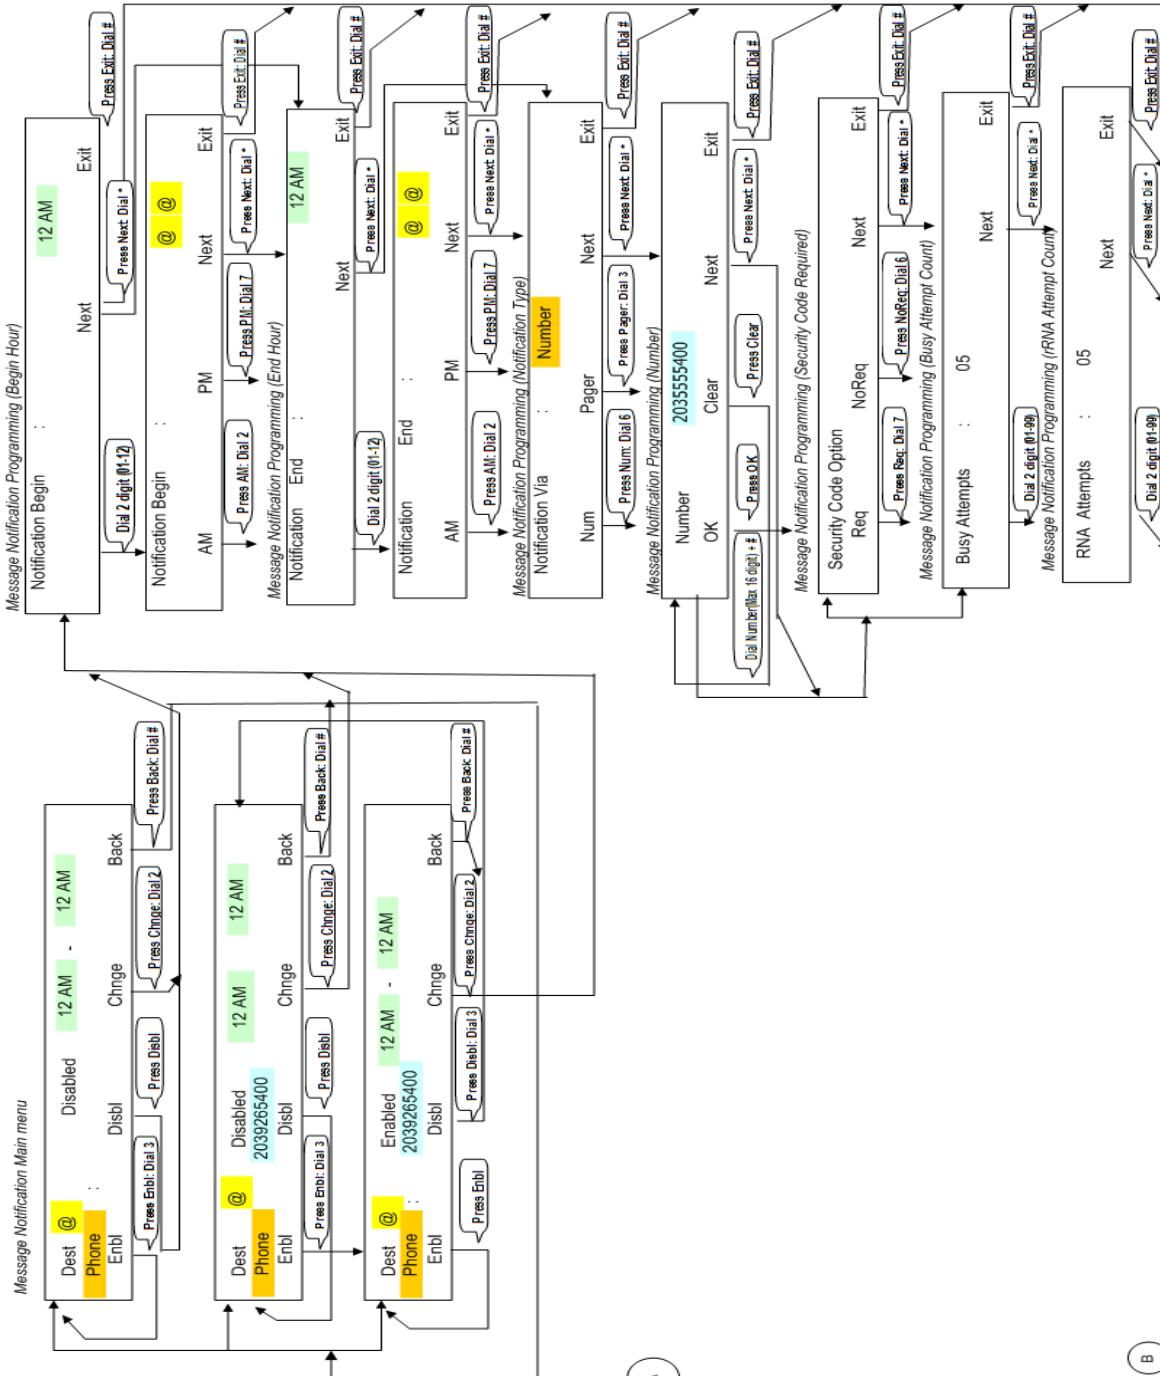 Message Notification Main menu
Dest @ Disabled 12 AM - 12 AM
Phone :
Enbl Disbl Chnge Back
Press Enbl: Dial 3
Press Disbl
Press Chnge: Dial 2
Press Back: Dial #
Dest @ Disabled 12 AM 12 AM
Phone 2039265400
Enbl Disbl Chnge Back
Press Enbl: Dial 3
Press Disbl
Press Chnge: Dial 2
Press Back: Dial #
Dest @ Enabled 12 AM - 12 AM
Phone : 2039265400
Enbl Disbl Chnge Back
Press Enbl
Press Disbl: Dial 3
Press Chnge: Dial 2
Press Back: Dial #
Message Notification Programming (Begin Hour)
Notification Begin : 12 AM
Next Exit
Dial 2 digit (01-12)
Press Next: Dial *
Press Exit: Dial #
Notification Begin : @ @
AM PM Next Exit
Press AM: Dial 2
Press PM: Dial 7
Press Next: Dial *
Press Exit: Dial #
Message Notification Programming (End Hour)
Notification End : 12 AM
Next Exit
Dial 2 digit (01-12)
Press Next: Dial *
Press Exit: Dial #
Notification End : @ @
AM PM Next Exit
Press AM: Dial 2
Press PM: Dial 7
Press Next: Dial *
Press Exit: Dial #
Message Notification Programming (Notification Type)
Notification Via : Number
Num Pager Next Exit
Press Num: Dial 6
Press Pager: Dial 3
Press Next: Dial *
Press Exit: Dial #
Message Notification Programming (Number)
Number 2035555400
OK Clear Next Exit
Dial Number(Max 16 digit) + #
Press OK
Press Clear
Press Next: Dial *
Press Exit: Dial #
Message Notification Programming (Security Code Required)
Security Code Option
Req NoReq Next Exit
Press Req: Dial 7
Press NoReq: Dial 6
Press Next: Dial *
Press Exit: Dial #
Message Notification Programming (Busy Attempt Count)
Busy Attempts : 05
Next Exit
Dial 2 digit (01-99)
Press Next: Dial *
Press Exit: Dial #
Message Notification Programming (rRNA Attempt Count)
RNA Attempts : 05
Next Exit
Dial 2 digit (01-99)
Press Next: Dial *
Press Exit: Dial #
B